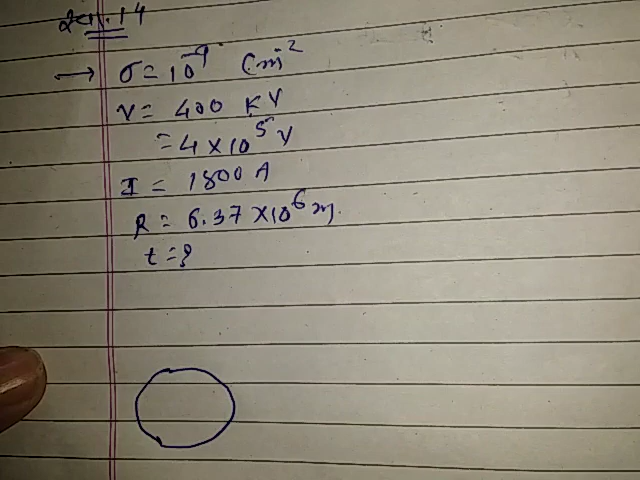 → σ = 10⁻⁹ Cm⁻²
V = 400 KV
= 4 × 10⁵ V
I = 1800 A
R = 6.37 × 10⁶ m.
t = ?